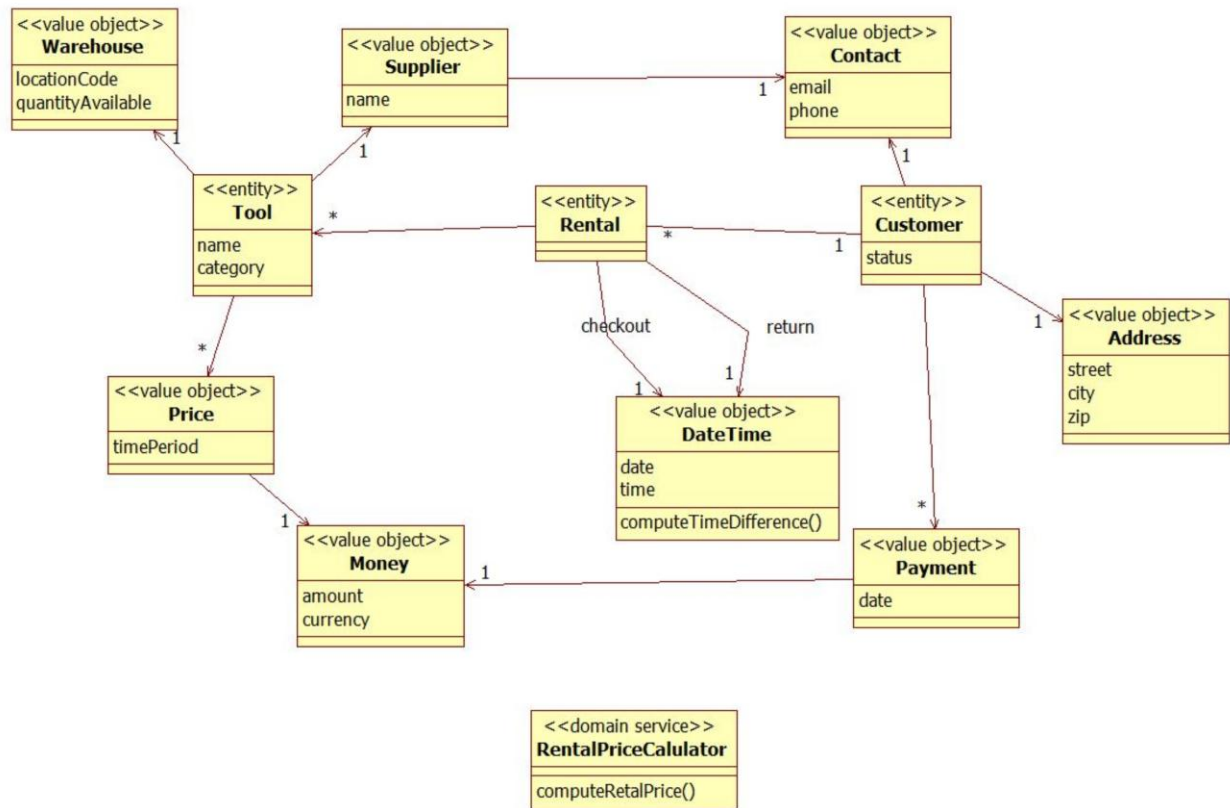 <<value object>>
Warehouse
locationCode
quantityAvailable
1
<<value object>>
Supplier
name
1
<<value object>>
Contact
email
phone
1
1
<<entity>>
Tool
name
category
*
<<entity>>
Rental
*
1
<<entity>>
Customer
status
checkout
return
1
1
1
<<value object>>
Address
street
city
zip
*
<<value object>>
Price
timePeriod
1
<<value object>>
DateTime
date
time
computeTimeDifference()
*
<<value object>>
Money
amount
currency
1
<<value object>>
Payment
date
<<domain service>>
RentalPriceCalulator
computeRetalPrice()